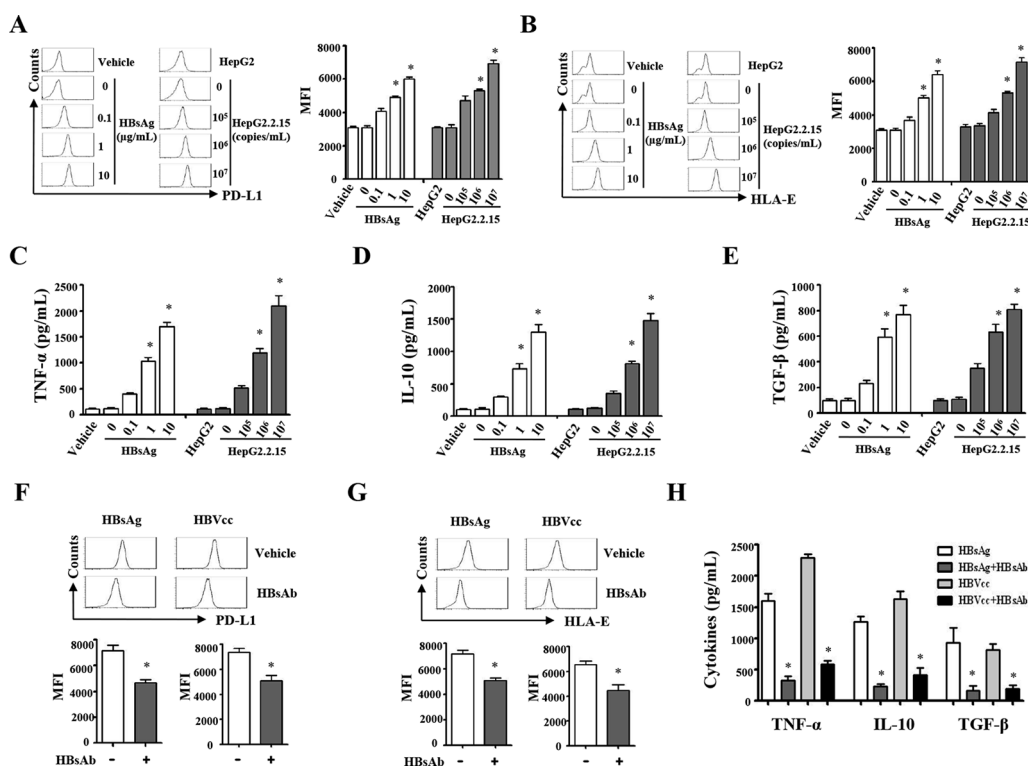 A
Counts
Vehicle
0
0.1
1
10
HBsAg
(µg/mL)
HepG2
0
10⁵
10⁶
10⁷
HepG2.2.15
(copies/mL)
PD-L1
MFI
8000
6000
4000
2000
0
* * * *
Vehicle 0 0.1 1 10 HepG2 0 10⁵ 10⁶ 10⁷
HBsAg HepG2.2.15
B
Counts
Vehicle
0
0.1
1
10
HBsAg
(µg/mL)
HepG2
0
10⁵
10⁶
10⁷
HepG2.2.15
(copies/mL)
HLA-E
MFI
8000
6000
4000
2000
0
* * * *
Vehicle 0 0.1 1 10 HepG2 0 10⁵ 10⁶ 10⁷
HBsAg HepG2.2.15
C
TNF-α (pg/mL)
2500
2000
1500
1000
500
0
* * * *
Vehicle 0 0.1 1 10 HepG2 0 10⁵ 10⁶ 10⁷
HBsAg HepG2.2.15
D
IL-10 (pg/mL)
2000
1500
1000
500
0
* * * *
Vehicle 0 0.1 1 10 HepG2 0 10⁵ 10⁶ 10⁷
HBsAg HepG2.2.15
E
TGF-β (pg/mL)
800
600
400
200
0
* * * *
Vehicle 0 0.1 1 10 HepG2 0 10⁵ 10⁶ 10⁷
HBsAg HepG2.2.15
F
HBsAg HBVcc
Counts
Vehicle
HBsAb
PD-L1
MFI
8000
6000
4000
2000
0
*
MFI
8000
6000
4000
2000
0
*
HBsAb - + - +
G
HBsAg HBVcc
Counts
Vehicle
HBsAb
HLA-E
MFI
8000
6000
4000
2000
0
*
MFI
8000
6000
4000
2000
0
*
HBsAb - + - +
H
Cytokines (pg/mL)
2500
1500
500
500
0
HBsAg
HBsAg+HBsAb
HBVcc
HBVcc+HBsAb
* * * * * *
TNF-α IL-10 TGF-β